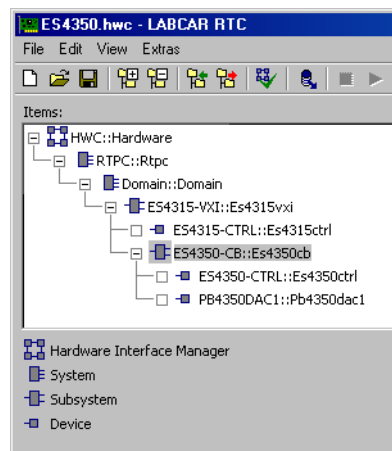 ES4350.hwc - LABCAR RTC
File Edit View Extras
Items:
HWC::Hardware
RTPC::Rtpc
Domain::Domain
ES4315-VXI::Es4315vxi
ES4315-CTRL::Es4315ctrl
ES4350-CB::Es4350cb
ES4350-CTRL::Es4350ctrl
PB4350DAC1::Pb4350dac1
Hardware Interface Manager
System
Subsystem
Device